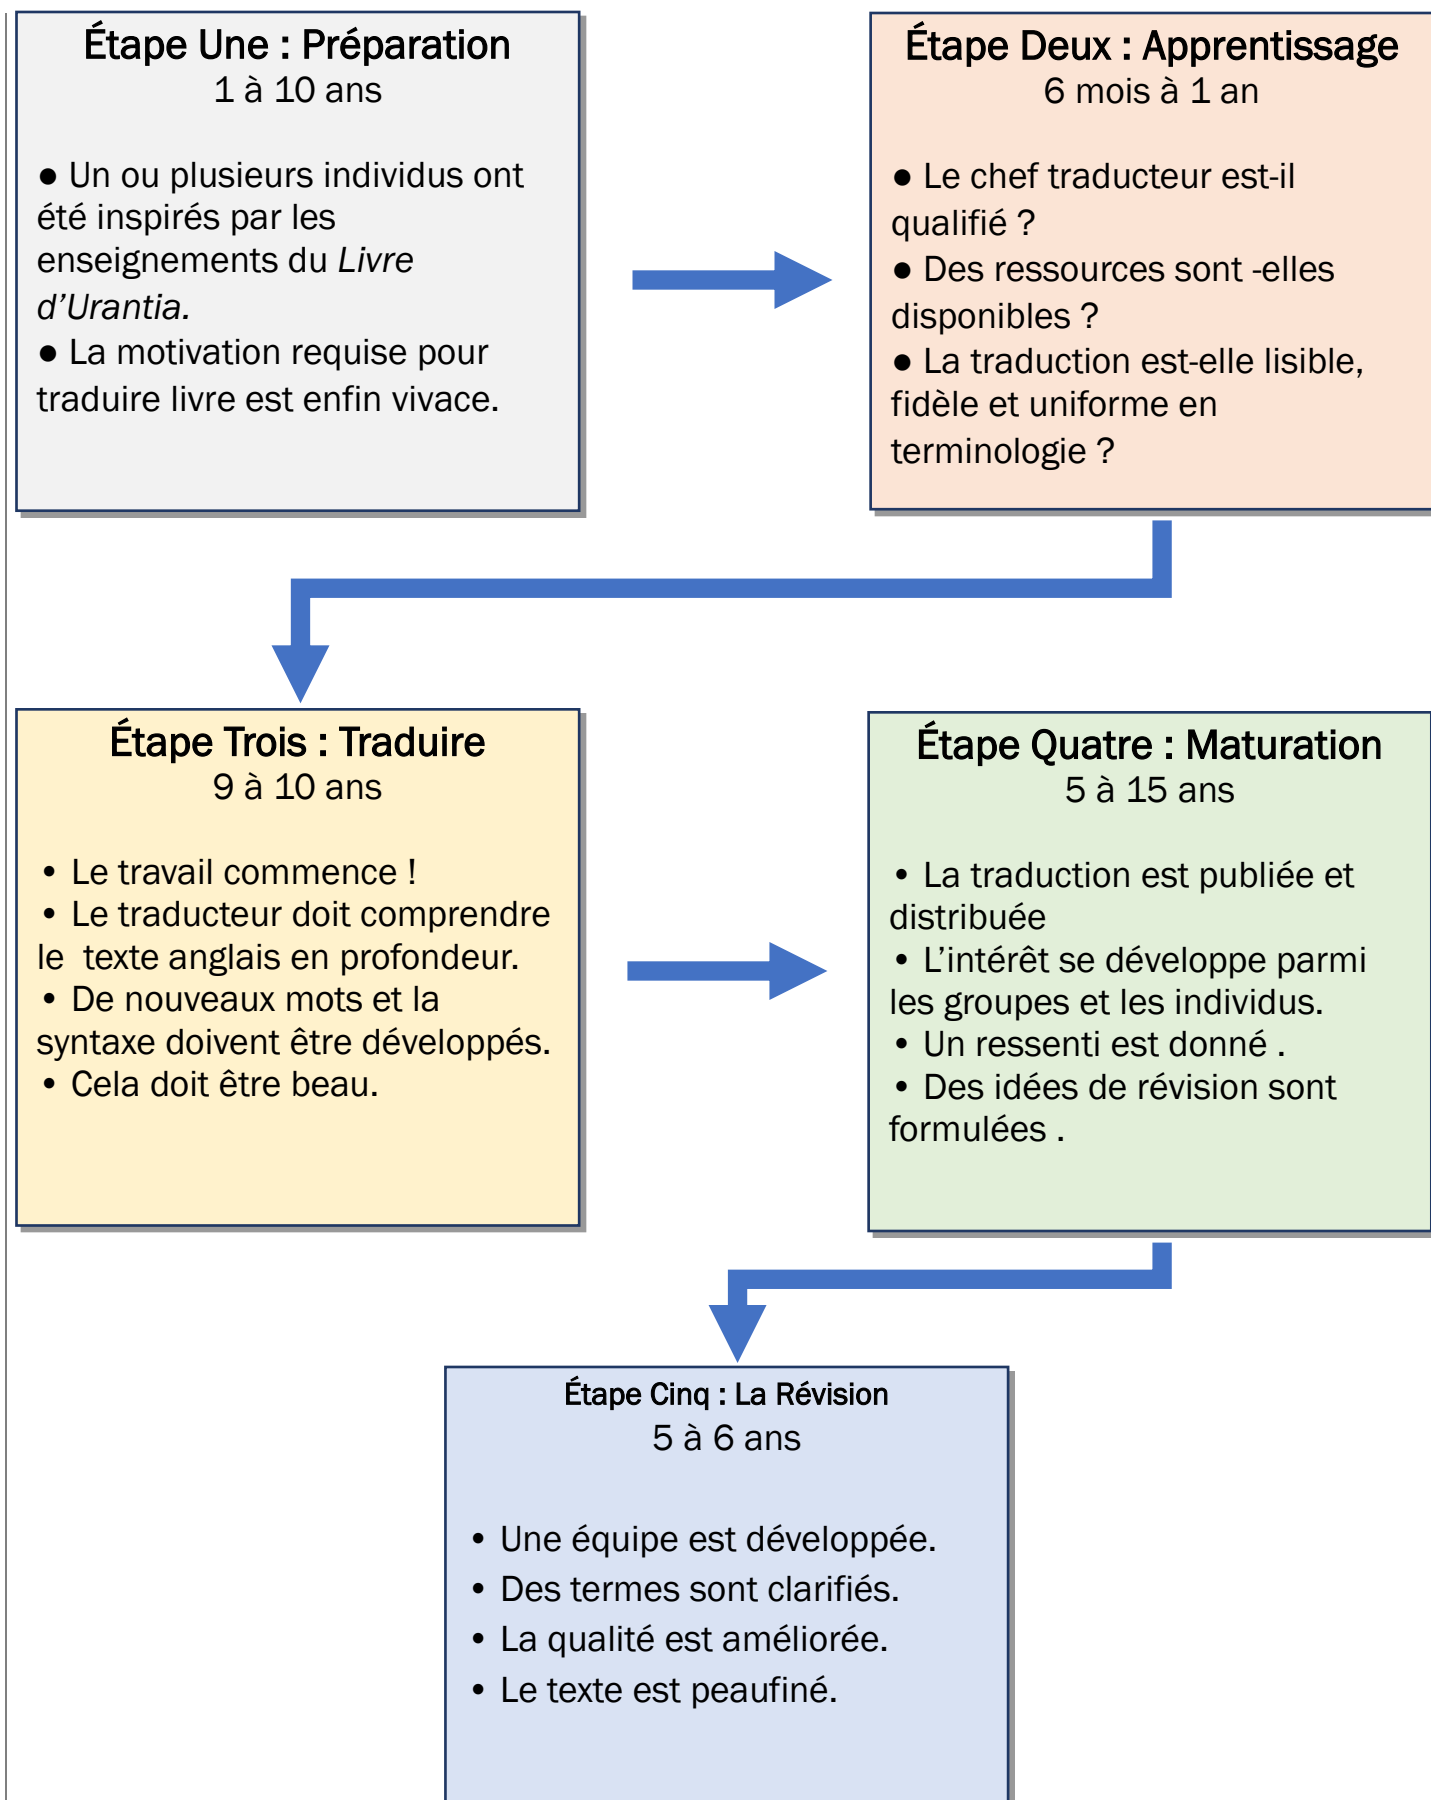 Étape Une : Préparation
1 à 10 ans
● Un ou plusieurs individus ont
été inspirés par les
enseignements du Livre
d’Urantia.
● La motivation requise pour
traduire livre est enfin vivace.
Étape Deux : Apprentissage
6 mois à 1 an
● Le chef traducteur est-il
qualifié ?
● Des ressources sont -elles
disponibles ?
● La traduction est-elle lisible,
fidèle et uniforme en
terminologie ?
Étape Trois : Traduire
9 à 10 ans
• Le travail commence !
• Le traducteur doit comprendre
le  texte anglais en profondeur.
• De nouveaux mots et la
syntaxe doivent être développés.
• Cela doit être beau.
Étape Quatre : Maturation
5 à 15 ans
• La traduction est publiée et
distribuée
• L’intérêt se développe parmi
les groupes et les individus.
• Un ressenti est donné .
• Des idées de révision sont
formulées .
Étape Cinq : La Révision
5 à 6 ans
• Une équipe est développée.
• Des termes sont clarifiés.
• La qualité est améliorée.
• Le texte est peaufiné.